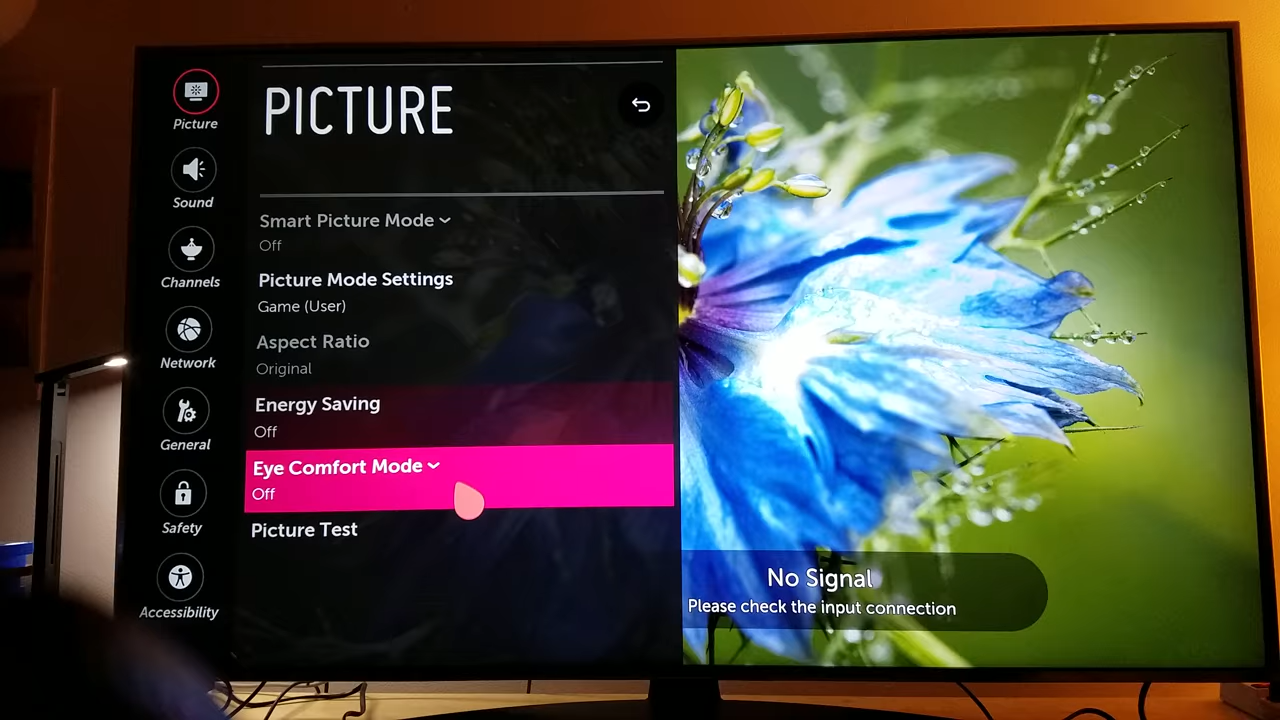 Picture
Sound
Channels
Network
General
Safety
Accessibility
PICTURE
Smart Picture Mode
Off
Picture Mode Settings
Game (User)
Aspect Ratio
Original
Energy Saving
Off
Eye Comfort Mode
Off
Picture Test
No Signal
Please check the input connection